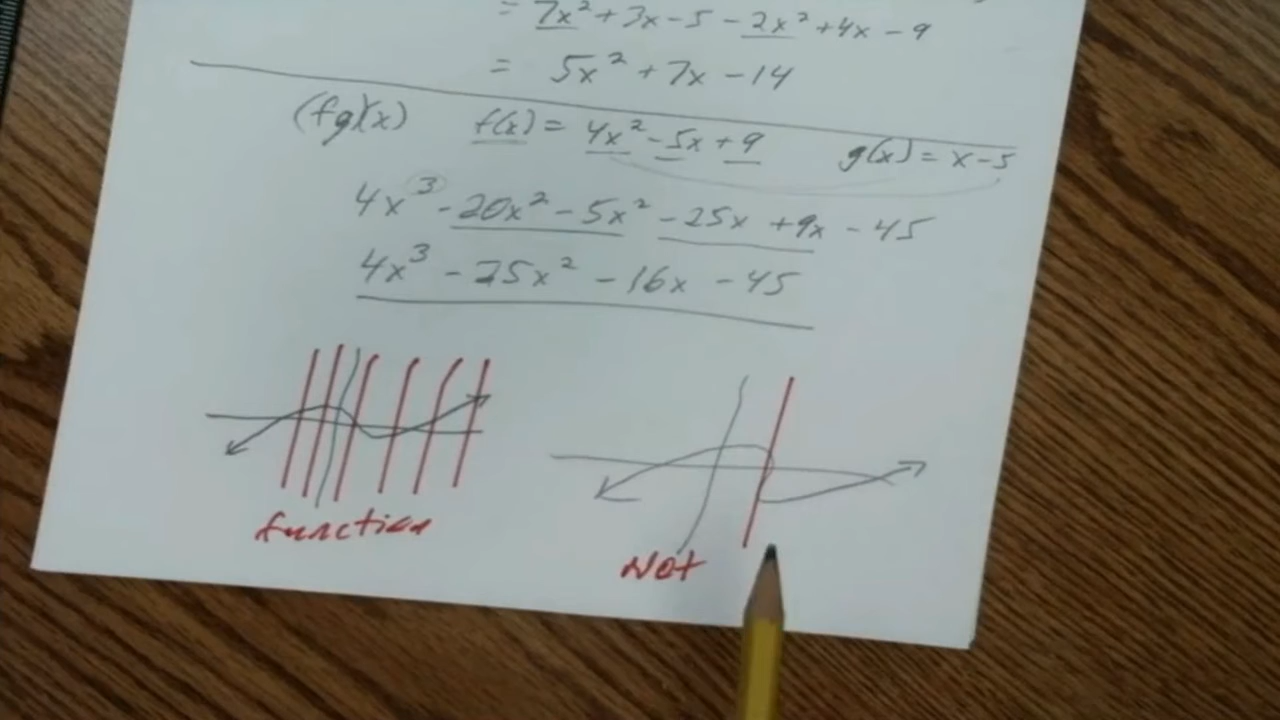 = 7x² + 3x - 5 - 2x² + 4x - 9
= 5x² + 7x - 14
(fg)(x) f(x) = 4x² - 5x + 9 g(x) = x - 5
4x³ - 20x² - 5x² - 25x + 9x - 45
4x³ - 25x² - 16x - 45
function
Not